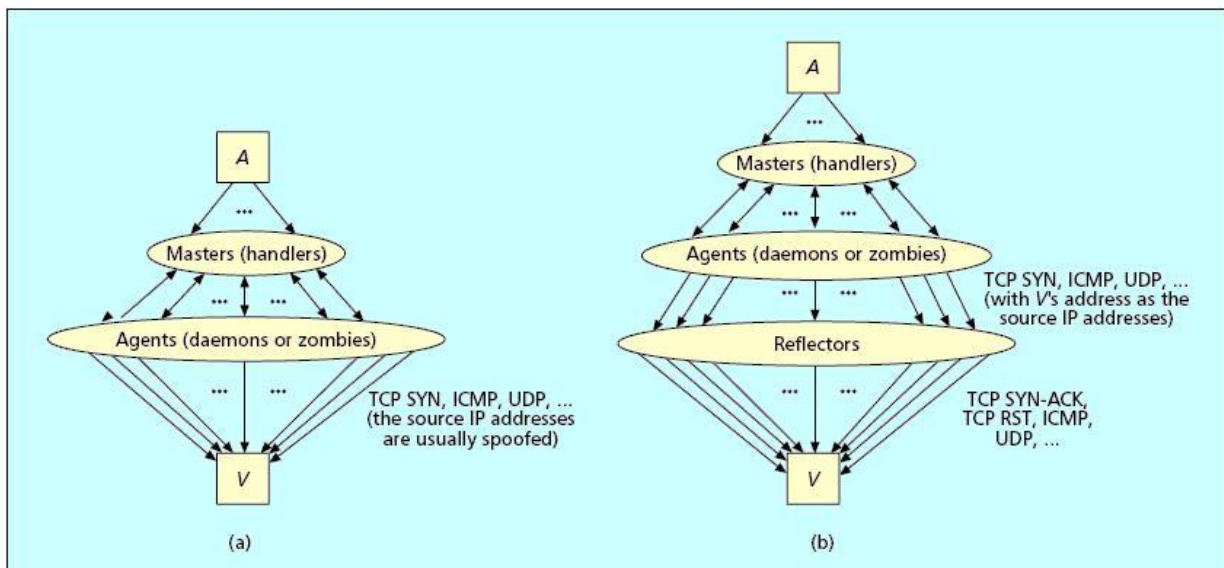 A
...
Masters (handlers)
... ...
Agents (daemons or zombies)
... ...
TCP SYN, ICMP, UDP, ...
(the source IP addresses
are usually spoofed)
V
(a)
A
...
Masters (handlers)
... ...
Agents (daemons or zombies)
TCP SYN, ICMP, UDP, ...
(with V's address as the
source IP addresses)
... ...
Reflectors
... ...
TCP SYN-ACK,
TCP RST, ICMP,
UDP, ...
V
(b)